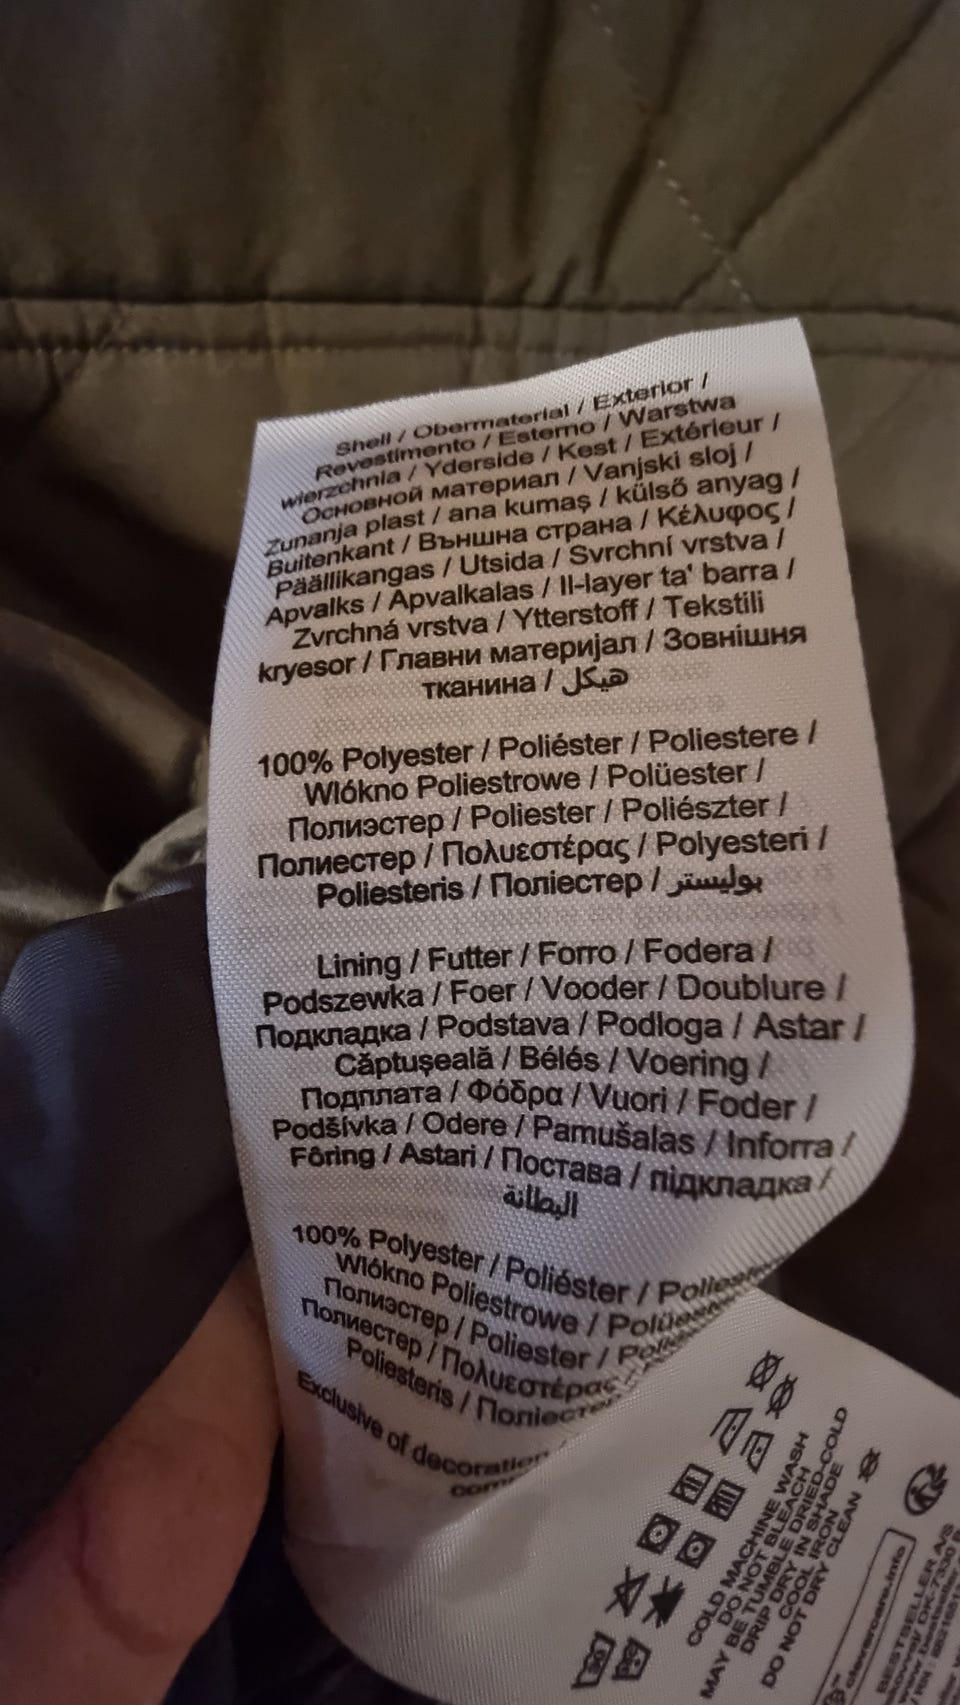 Shell / Obermaterial / Exterior /
Revestimento / Esterno / Warstwa
wierzchnia / Yderside / Kest / Extérieur /
Основной материал / Vanjski sloj /
Zunanja plast / ana kumaş / külső anyag /
Buitenkant / Външна страна / Κέλυφος /
Päällikangas / Utsida / Svrchní vrstva /
Apvalks / Apvalkalas / Il-layer ta' barra /
Zvrchná vrstva / Ytterstoff / Tekstili
kryesor / Главни материјал / Зовнішня
тканина / هيكل
100% Polyester / Poliéster / Poliestere /
Wlókno Poliestrowe / Polüester /
Полиэстер / Poliester / Poliészter /
Полиестер / Πολυεστέρας / Polyesteri /
Poliesteris / Поліестер / بوليستر
Lining / Futter / Forro / Fodera /
Podszewka / Foer / Vooder / Doublure /
Подкладка / Podstava / Podloga / Astar /
Căptuşeală / Bélés / Voering /
Подплата / Φόδρα / Vuori / Foder /
Podšívka / Odere / Pamušalas / Inforra /
Fôring / Astari / Постава / підкладка /
البطانة
100% Polyester / Poliéster /
Wlókno Poliestrowe /
Полиэстер / Poliester /
Полиестер / Πολυεστέρας
Poliesteris /
Exclusive of
COLD MACHINE WASH
DO NOT BLEACH
MAY BE TUMBLE DRIED-COLD
DRIP DRY IN SHADE
COOL IRON
DO NOT DRY CLEAN
BESTSELLER A/S